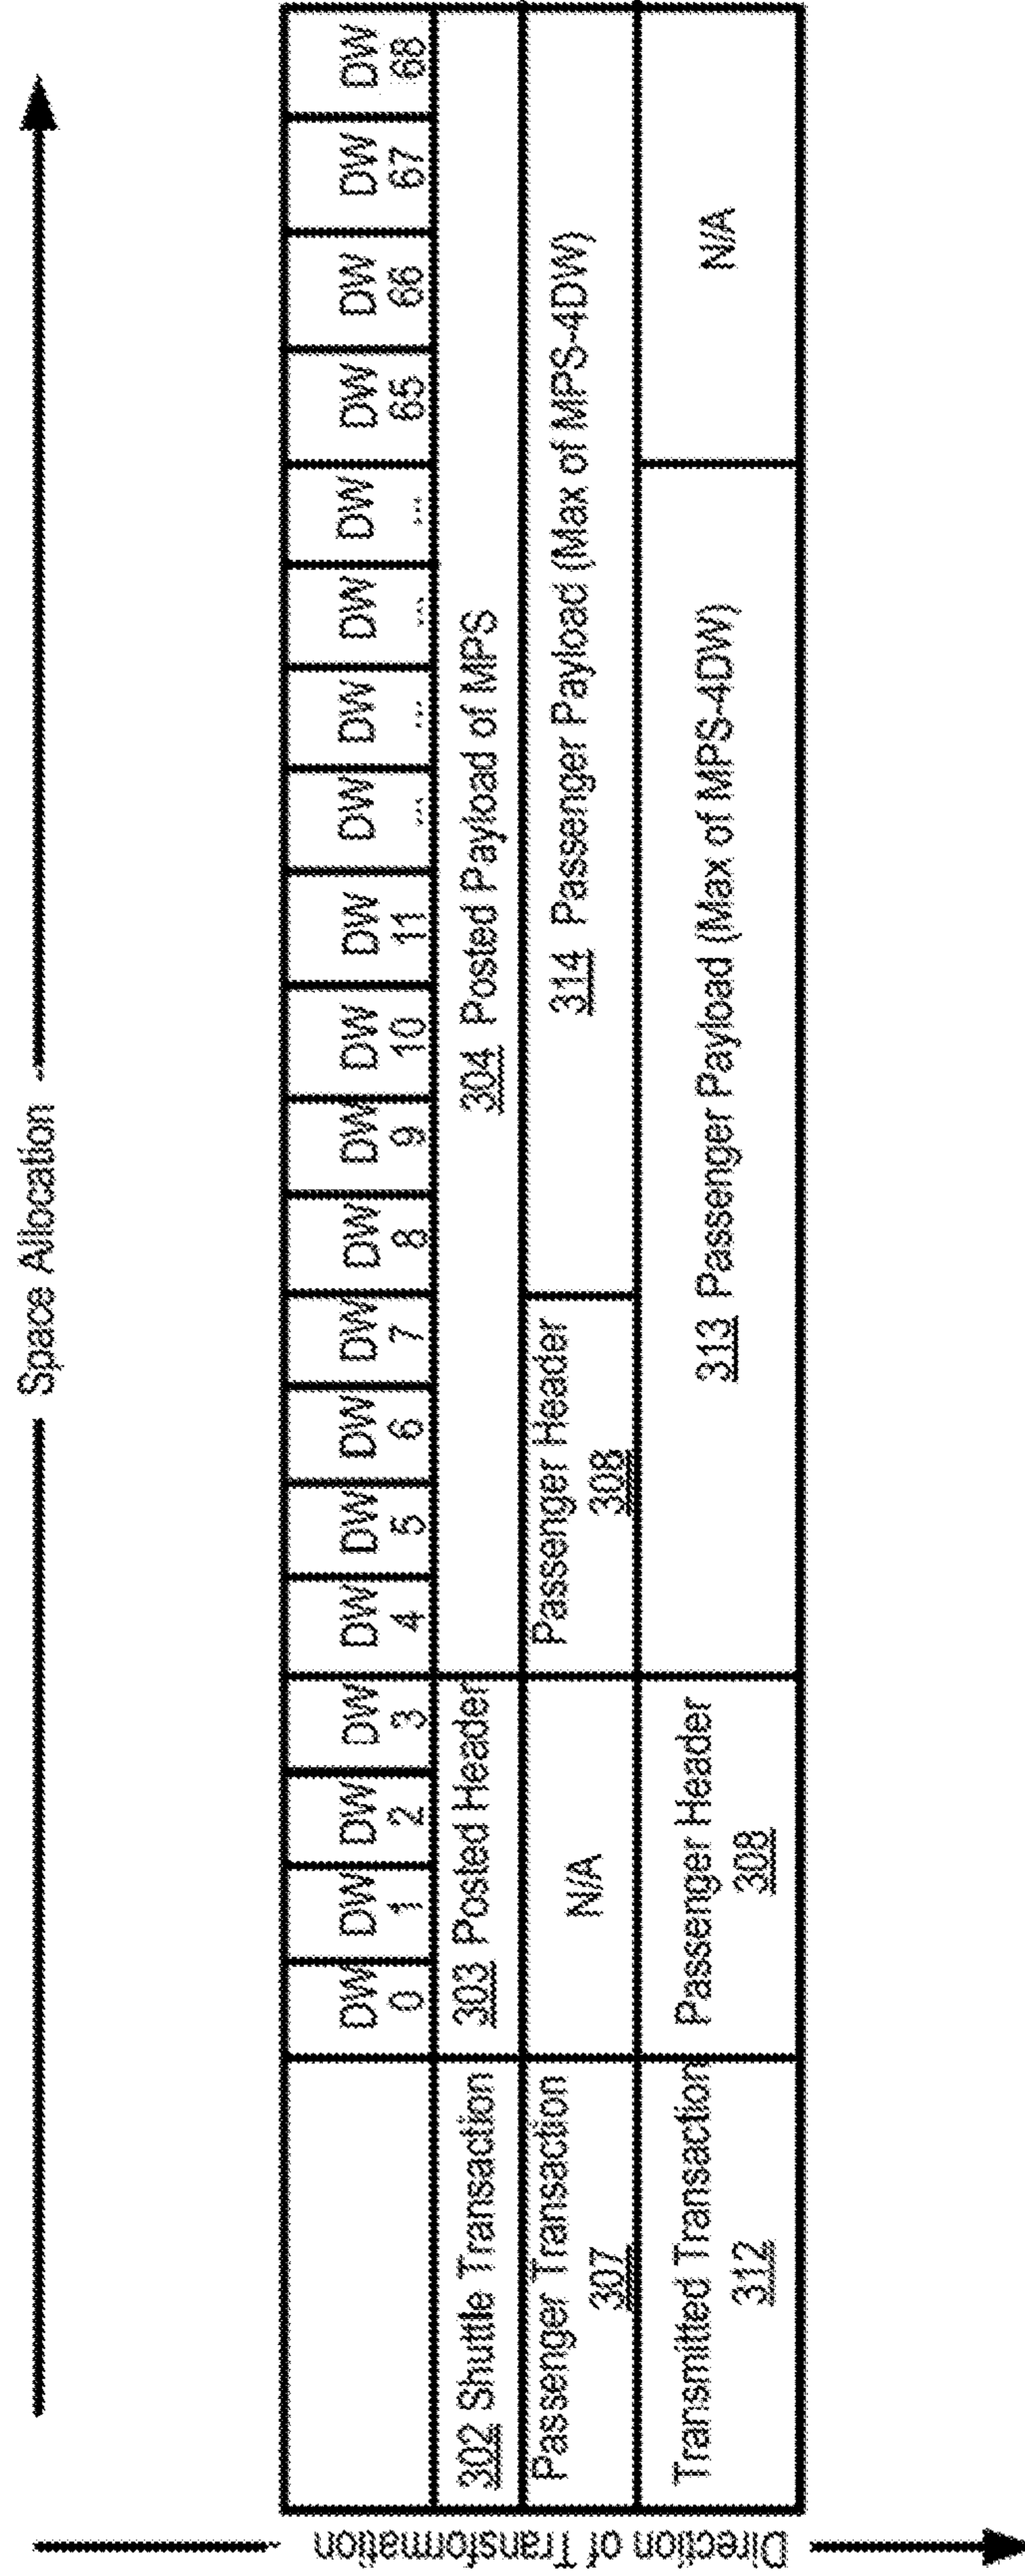 Space Allocation
Direction of Transformation
DW 0
DW 1
DW 2
DW 3
DW 4
DW 5
DW 6
DW 7
DW 8
DW 9
DW 10
DW 11
DW ...
DW ...
DW ...
DW ...
DW 65
DW 66
DW 67
DW 68
302 Shuttle Transaction
303 Posted Header
304 Posted Payload of MPS
Passenger Transaction
307
N/A
Passenger Header
308
314 Passenger Payload (Max of MPS-4DW)
Transmitted Transaction
312
Passenger Header
308
313 Passenger Payload (Max of MPS-4DW)
N/A